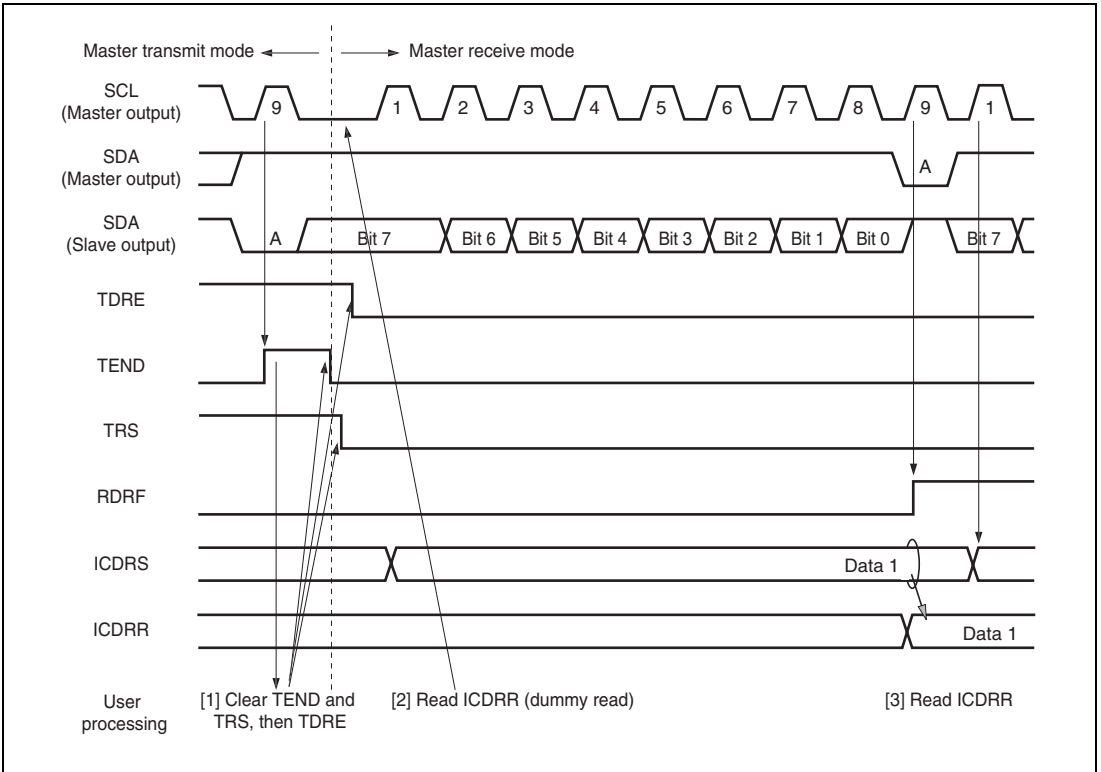 Master transmit mode
Master receive mode
SCL
(Master output)
9
1
2
3
4
5
6
7
8
9
1
SDA
(Master output)
A
SDA
(Slave output)
A
Bit 7
Bit 6
Bit 5
Bit 4
Bit 3
Bit 2
Bit 1
Bit 0
Bit 7
TDRE
TEND
TRS
RDRF
ICDRS
Data 1
ICDRR
Data 1
User
processing
[1] Clear TEND and
TRS, then TDRE
[2] Read ICDRR (dummy read)
[3] Read ICDRR